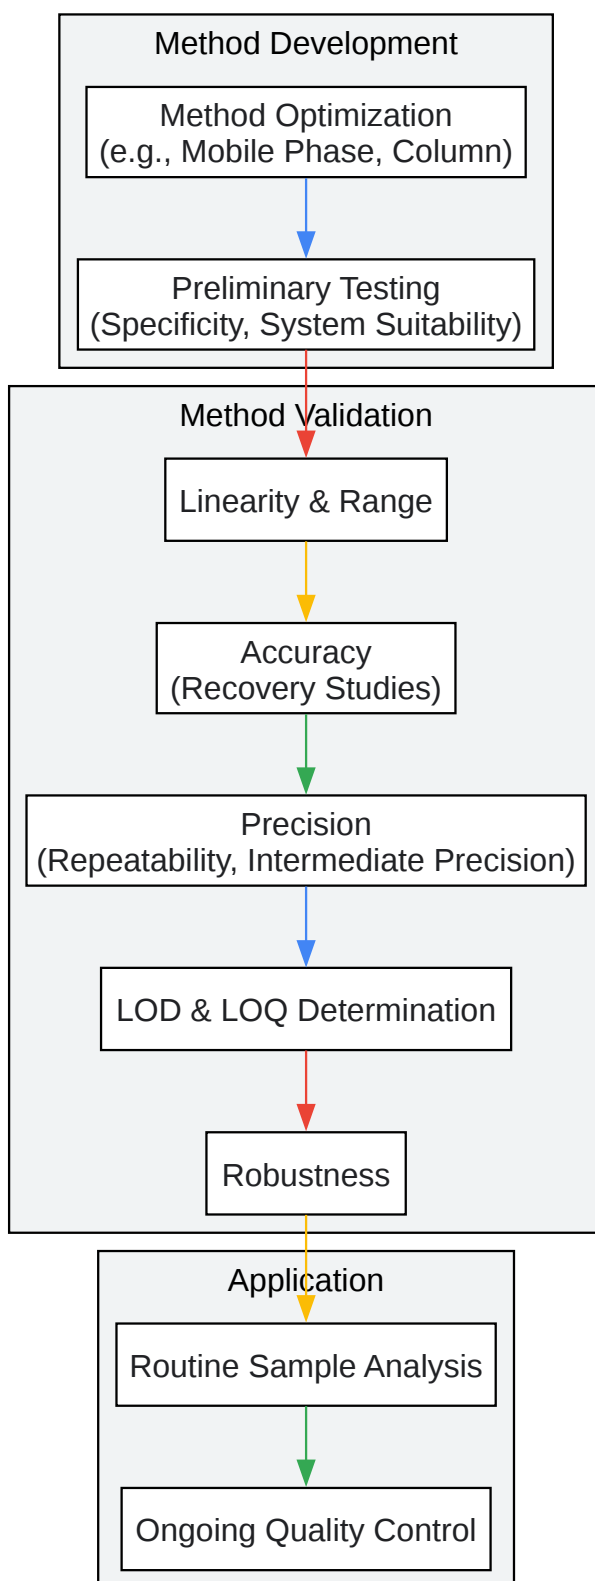 Method Development
Method Optimization
(e.g., Mobile Phase, Column)
Preliminary Testing
(Specificity, System Suitability)
Method Validation
Linearity & Range
Accuracy
(Recovery Studies)
Precision
(Repeatability, Intermediate Precision)
LOD & LOQ Determination
Robustness
Application
Routine Sample Analysis
Ongoing Quality Control